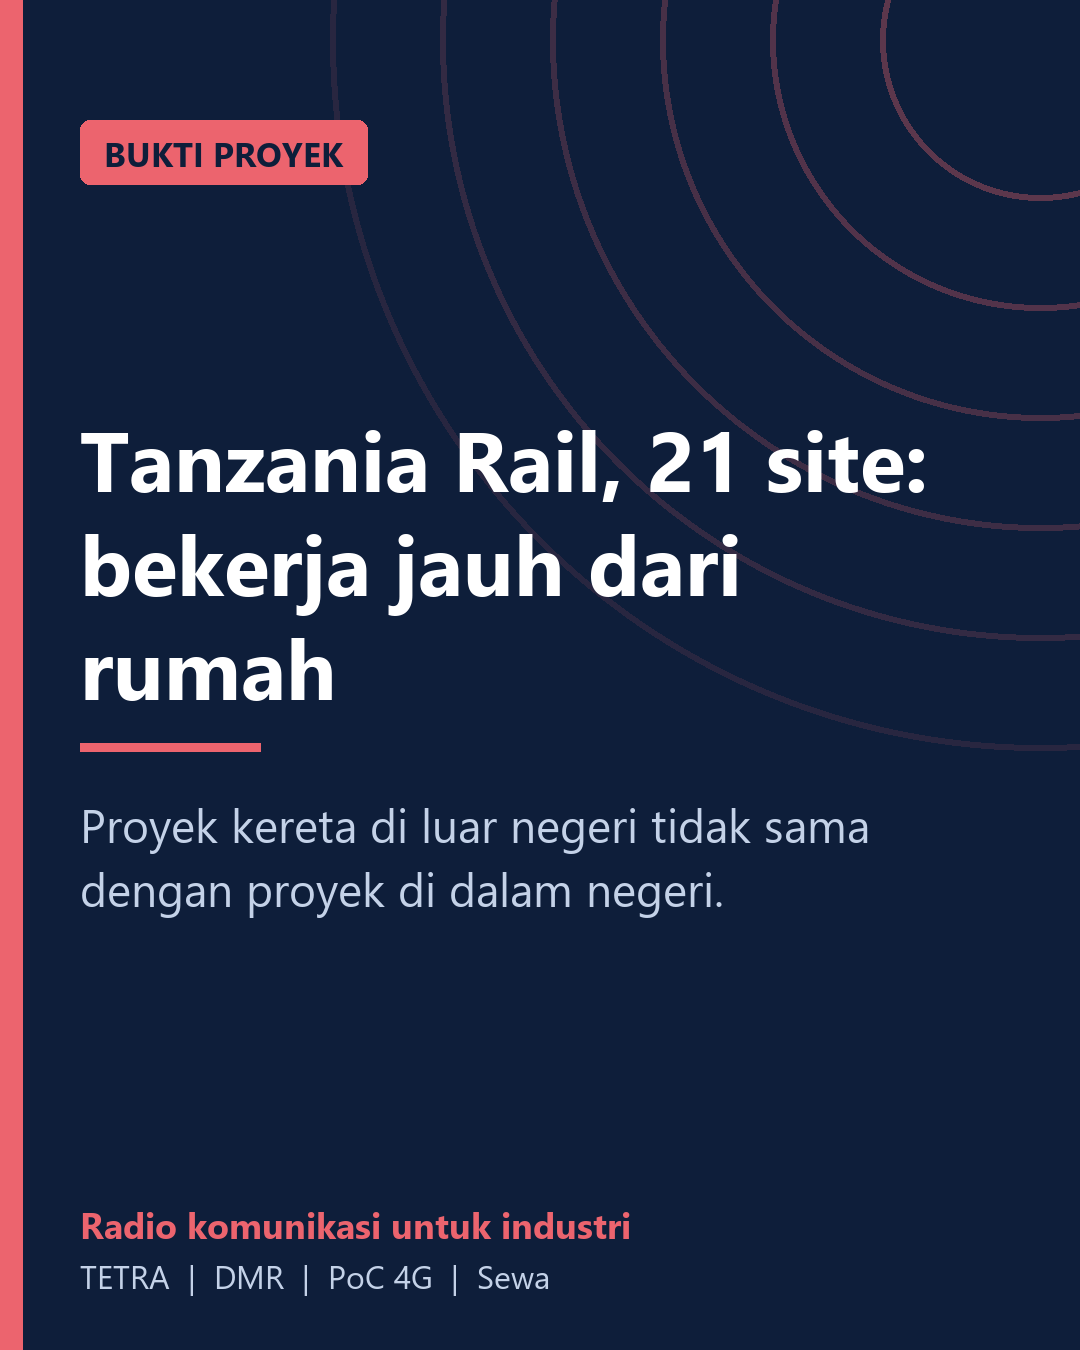 BUKTI PROYEK
Tanzania Rail, 21 site:
bekerja jauh dari
rumah
Proyek kereta di luar negeri tidak sama
dengan proyek di dalam negeri.
Radio komunikasi untuk industri
TETRA | DMR | PoC 4G | Sewa